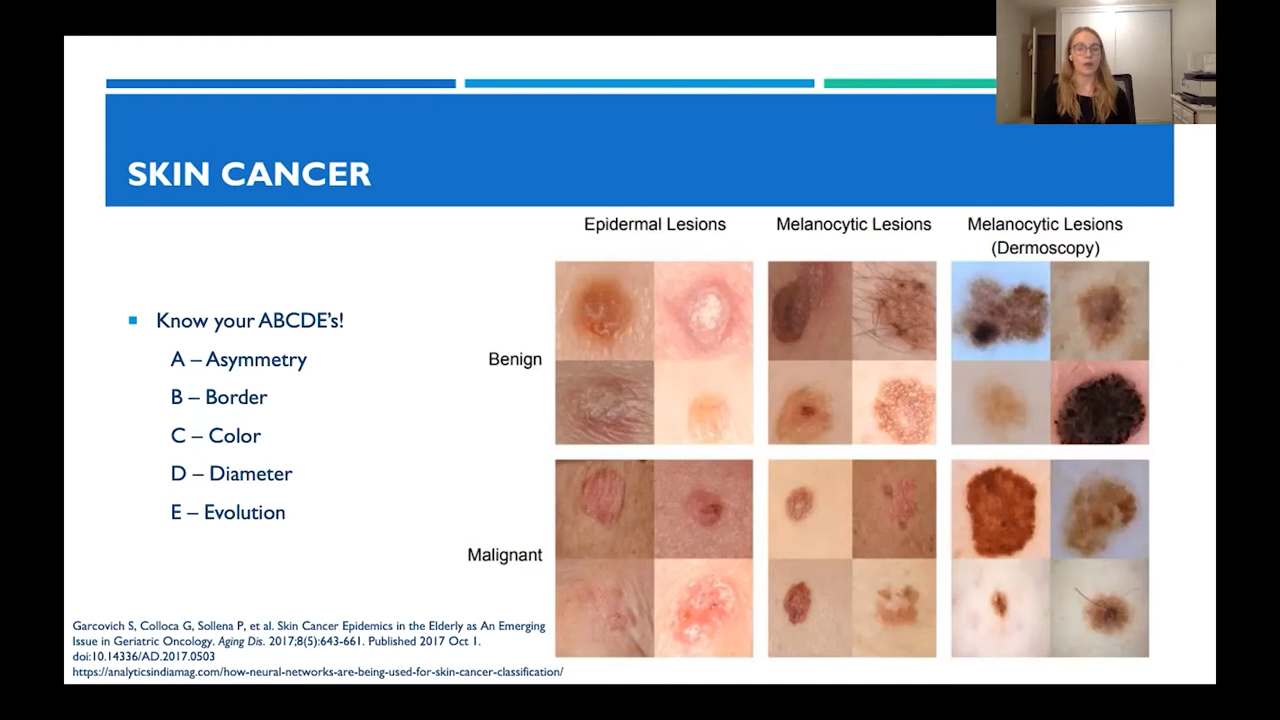 SKIN CANCER
Know your ABCDE's!
A – Asymmetry
B – Border
C – Color
D – Diameter
E – Evolution
Epidermal Lesions
Melanocytic Lesions
Melanocytic Lesions
(Dermoscopy)
Benign
Malignant
Garcovich S, Colloca G, Sollena P, et al. Skin Cancer Epidemics in the Elderly as An Emerging
Issue in Geriatric Oncology. Aging Dis. 2017;8(5):643-661. Published 2017 Oct 1.
doi:10.14336/AD.2017.0503
https://analyticsindiamag.com/how-neural-networks-are-being-used-for-skin-cancer-classification/